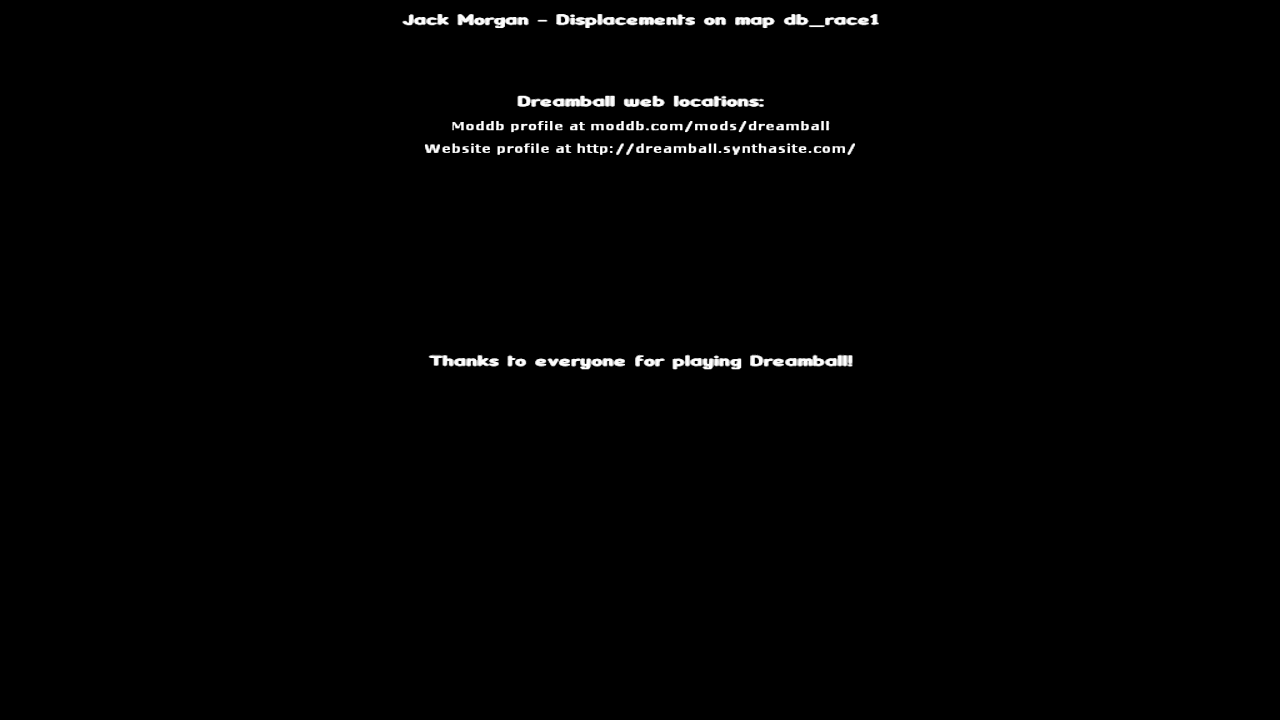 Jack Morgan - Displacements on map db_race1
Dreamball web locations:
Moddb profile at moddb.com/mods/dreamball
Website profile at http://dreamball.synthasite.com/
Thanks to everyone for playing Dreamball!